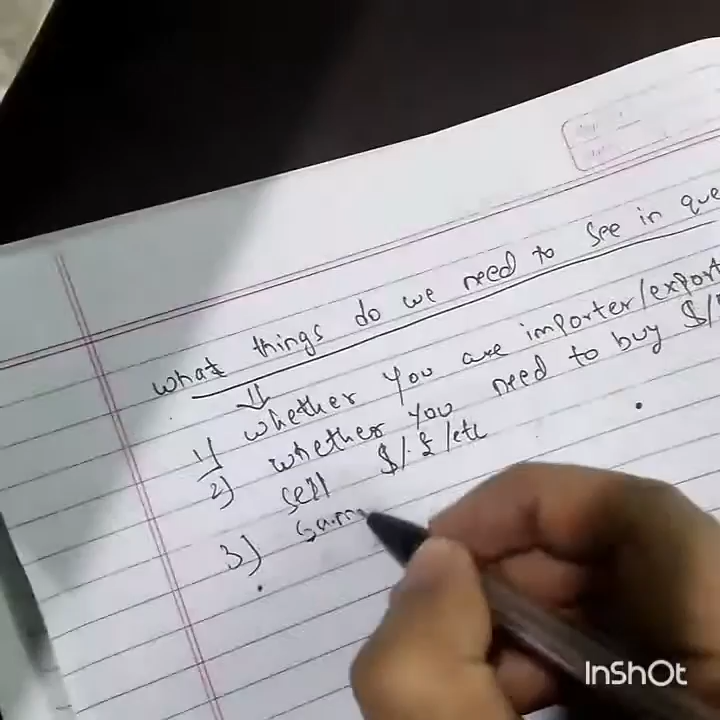 what things do we need to see in que
1) whether you are importer/export
2) whether you need to buy $/
sell $/£/etc
3) sam
InShOt